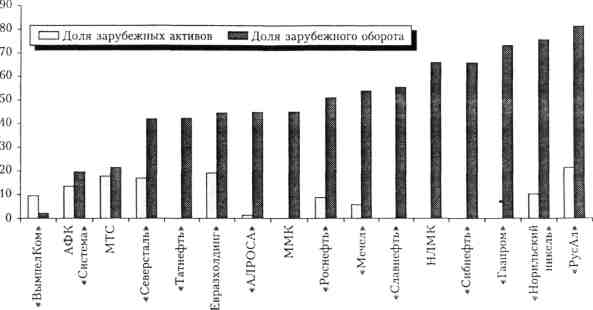 90
80
70
60
50
40
30
20
10
0
Доля зарубежных активов
Доля зарубежного оборота
«ВымпелКом»
АФК
«Система»
МТС
«Северсталь»
«Татнефть»
Евразхолдинг»
«АЛРОСА»
ММК
«Роснефть»
«Мечел»
«Славнефть»
НЛМК
«Сибнефть»
«Газпром»
«Норильский
никель»
«РусАл»